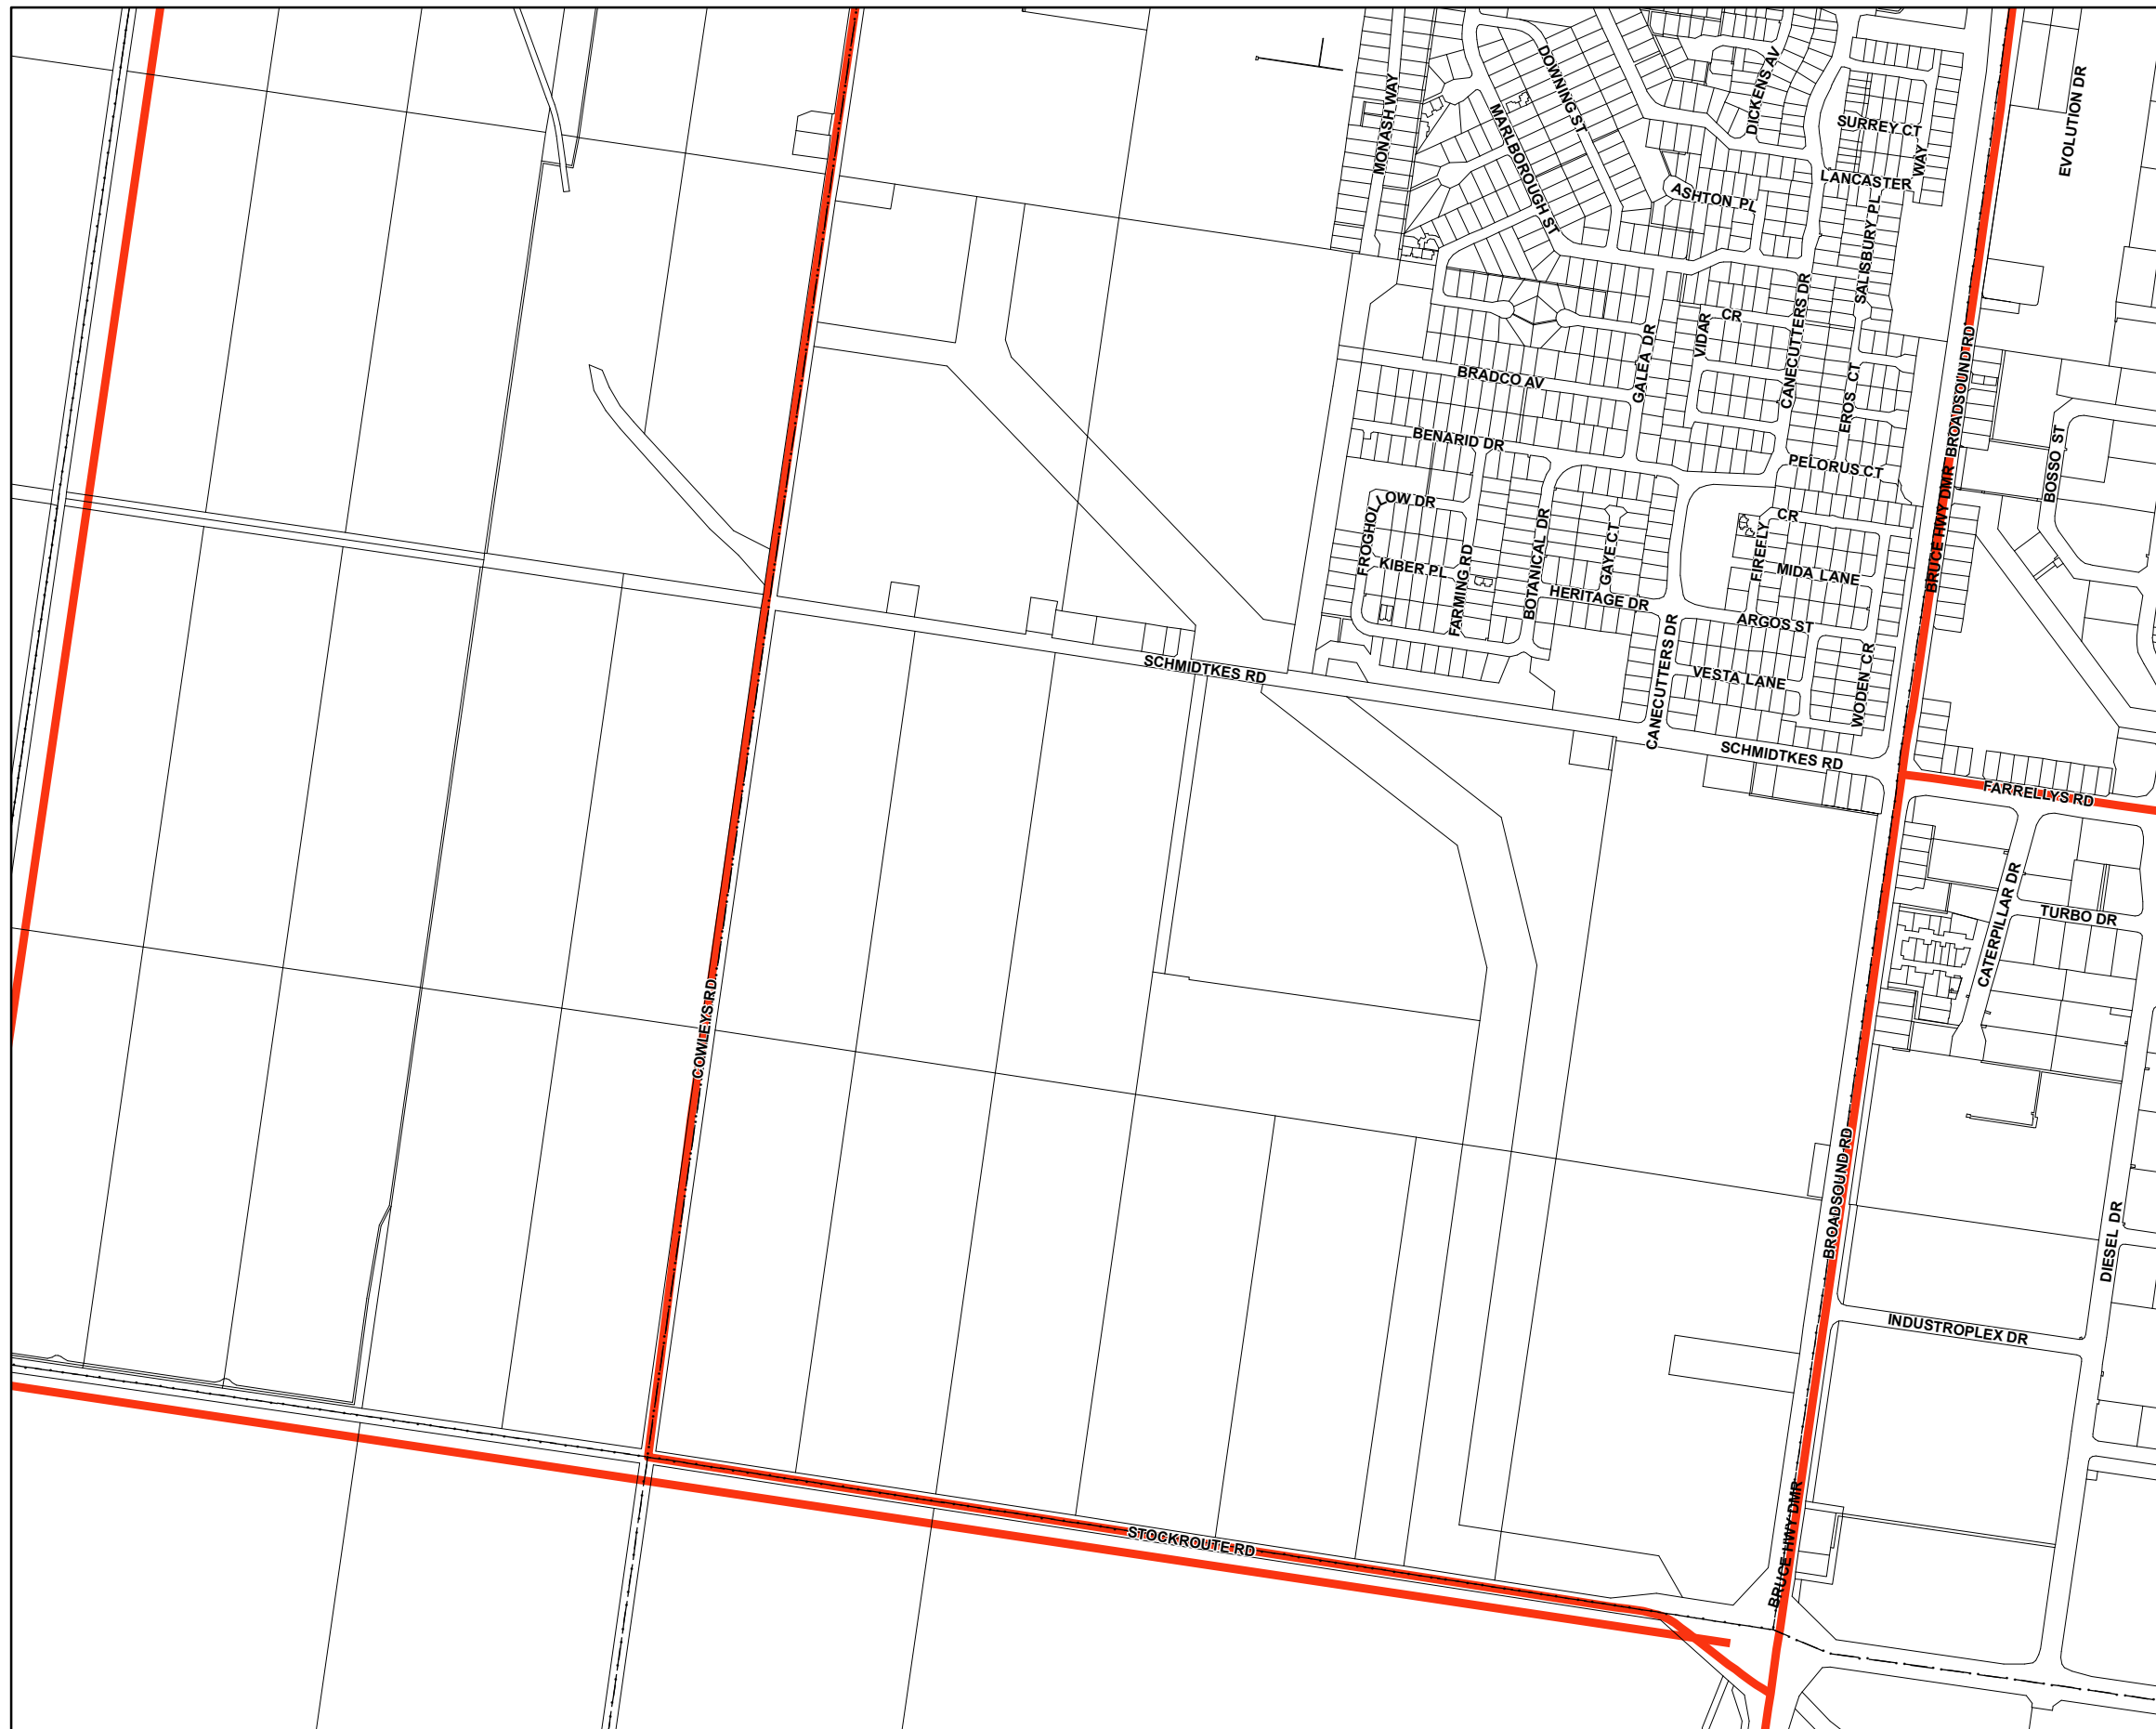 MONASH WAY
DOWNING ST
MARLBOROUGH ST
DICKENS AV
SURREY CT
LANCASTER WAY
EVOLUTION DR
ASHTON PL
SALISBURY PL
BRADCO AV
GALEA DR
VIDAR CR
CANECUTTERS DR
EROS CT
BROADSOUND RD
BRUCE HWY DMR
BOSSO ST
BENARID DR
PELORUS CT
FROGHOLLOW DR
KIBER PL
FARMING RD
BOTANICAL DR
GAYE CT
HERITAGE DR
FIREFLY CR
MIDA LANE
ARGOS ST
VESTA LANE
WODEN CR
CANECUTTERS DR
SCHMIDTKES RD
SCHMIDTKES RD
FARRELLYS RD
CATERPILLAR DR
TURBO DR
COWLEYS RD
BROADSOUND RD
DIESEL DR
INDUSTROPLEX DR
BRUCE HWY DMR
STOCKROUTE RD